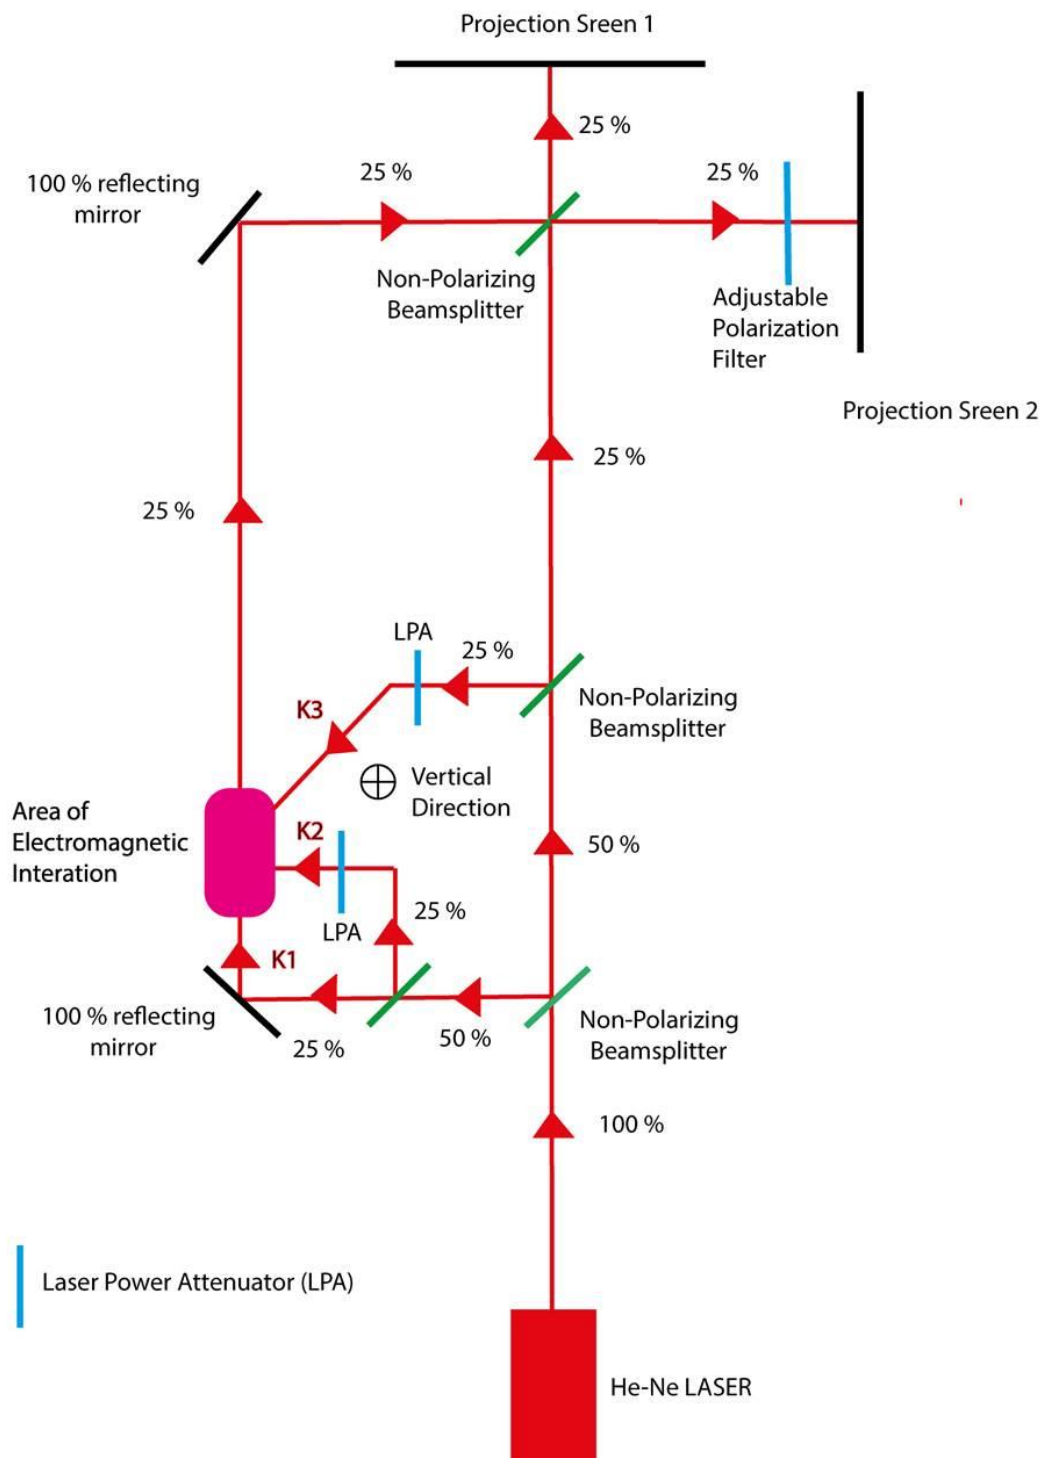 Projection Sreen 1
25 %
100 % reflecting
mirror
25 %
25 %
Non-Polarizing
Beamsplitter
Adjustable
Polarization
Filter
Projection Sreen 2
25 %
25 %
LPA
25 %
K3
Non-Polarizing
Beamsplitter
Vertical
Direction
Area of
Electromagnetic
Interation
K2
50 %
25 %
LPA
K1
100 % reflecting
mirror
25 %
50 %
Non-Polarizing
Beamsplitter
100 %
Laser Power Attenuator (LPA)
He-Ne LASER